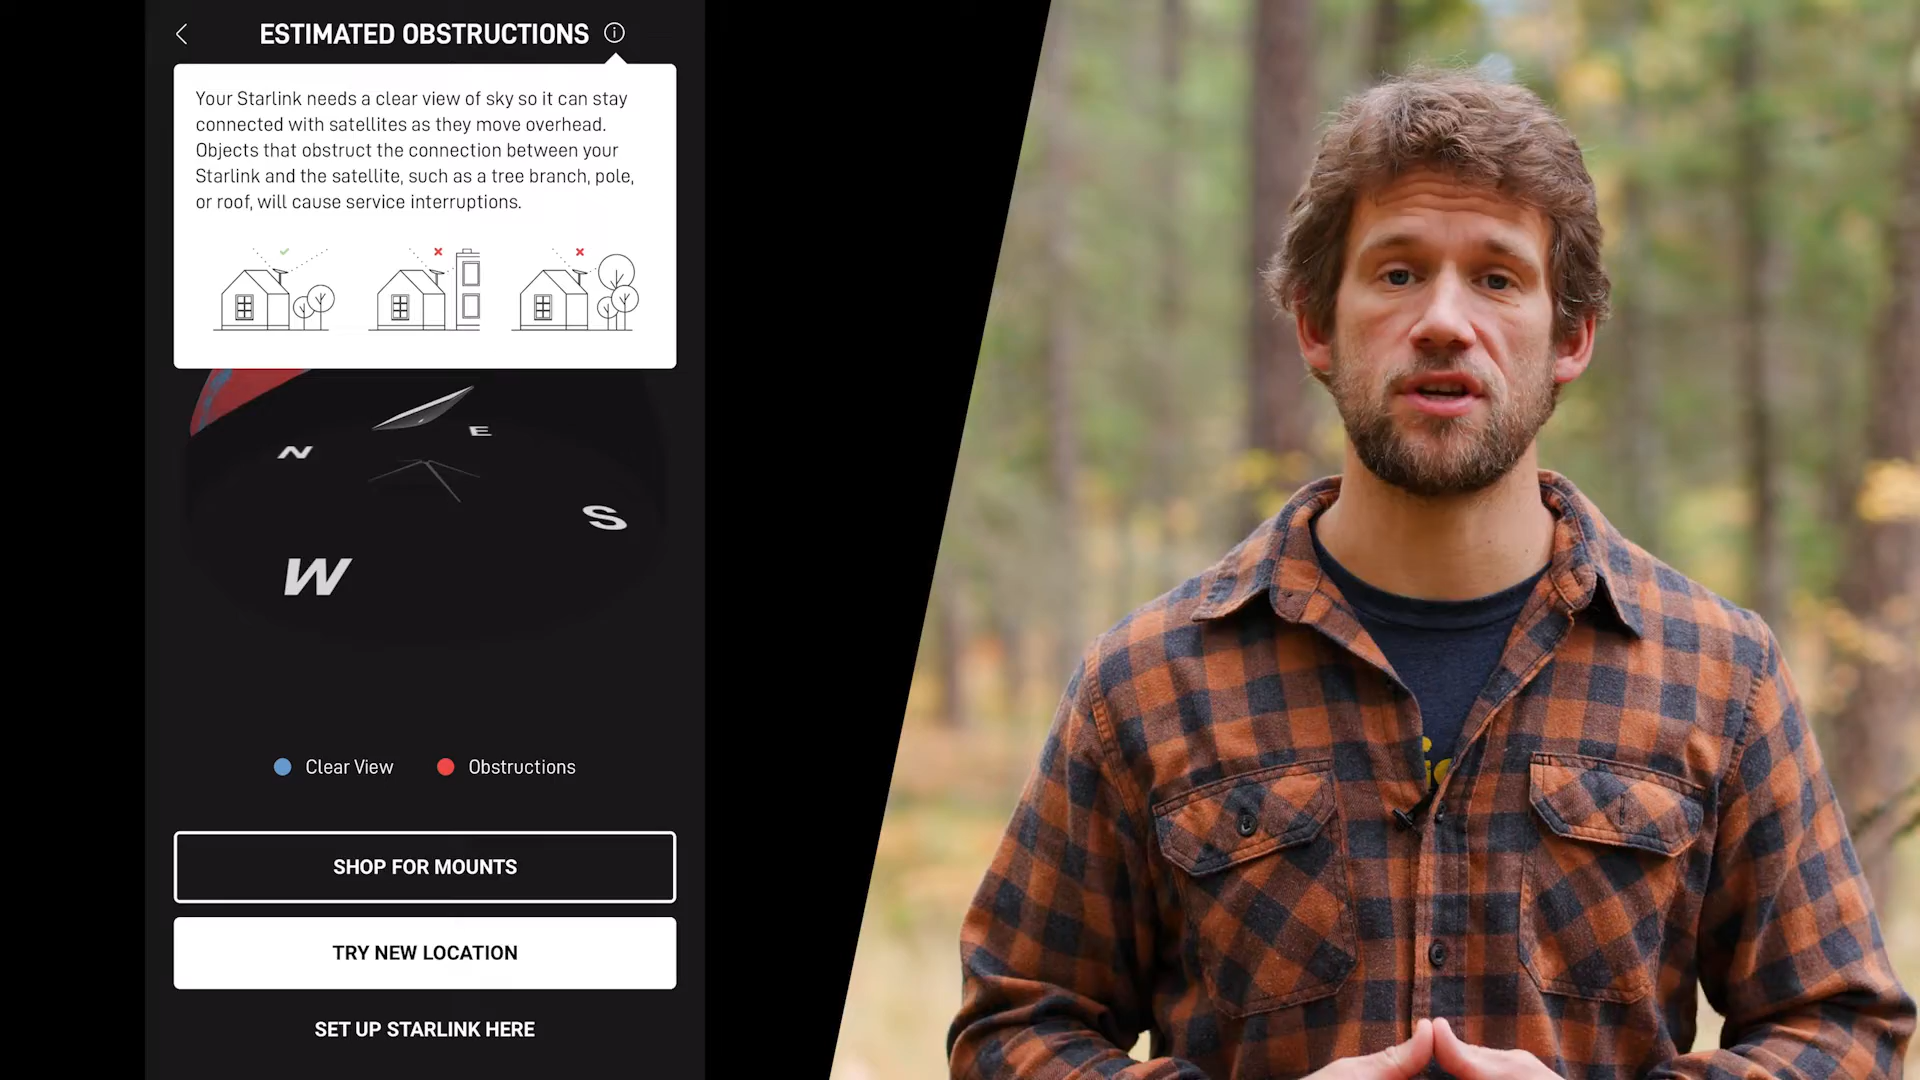 ESTIMATED OBSTRUCTIONS
Your Starlink needs a clear view of sky so it can stay
connected with satellites as they move overhead.
Objects that obstruct the connection between your
Starlink and the satellite, such as a tree branch, pole,
or roof, will cause service interruptions.
N
E
S
W
Clear View
Obstructions
SHOP FOR MOUNTS
TRY NEW LOCATION
SET UP STARLINK HERE